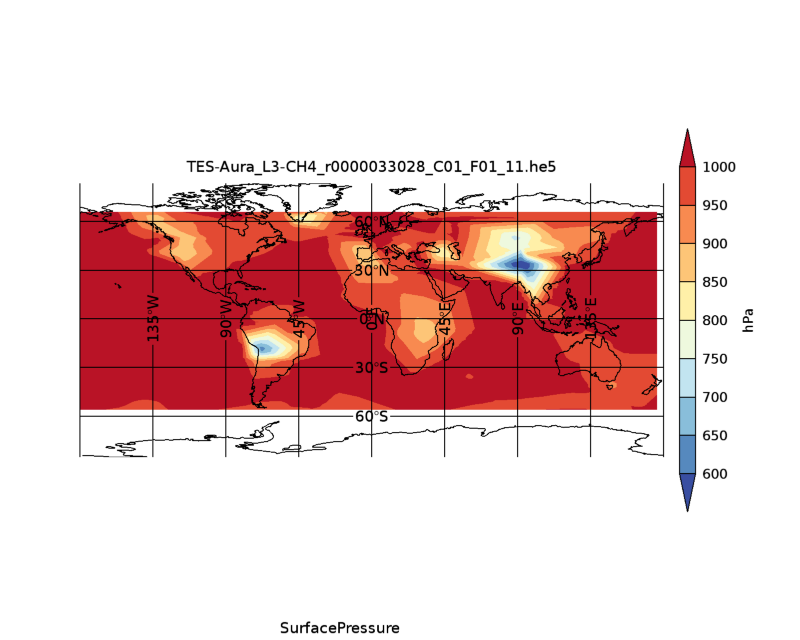 TES-Aura_L3-CH4_r0000033028_C01_F01_11.he5
60°N
30°N
0°N
30°S
60°S
135°W
90°W
45°W
0°E
45°E
90°E
135°E
1000
950
900
850
800
750
700
650
600
hPa
SurfacePressure